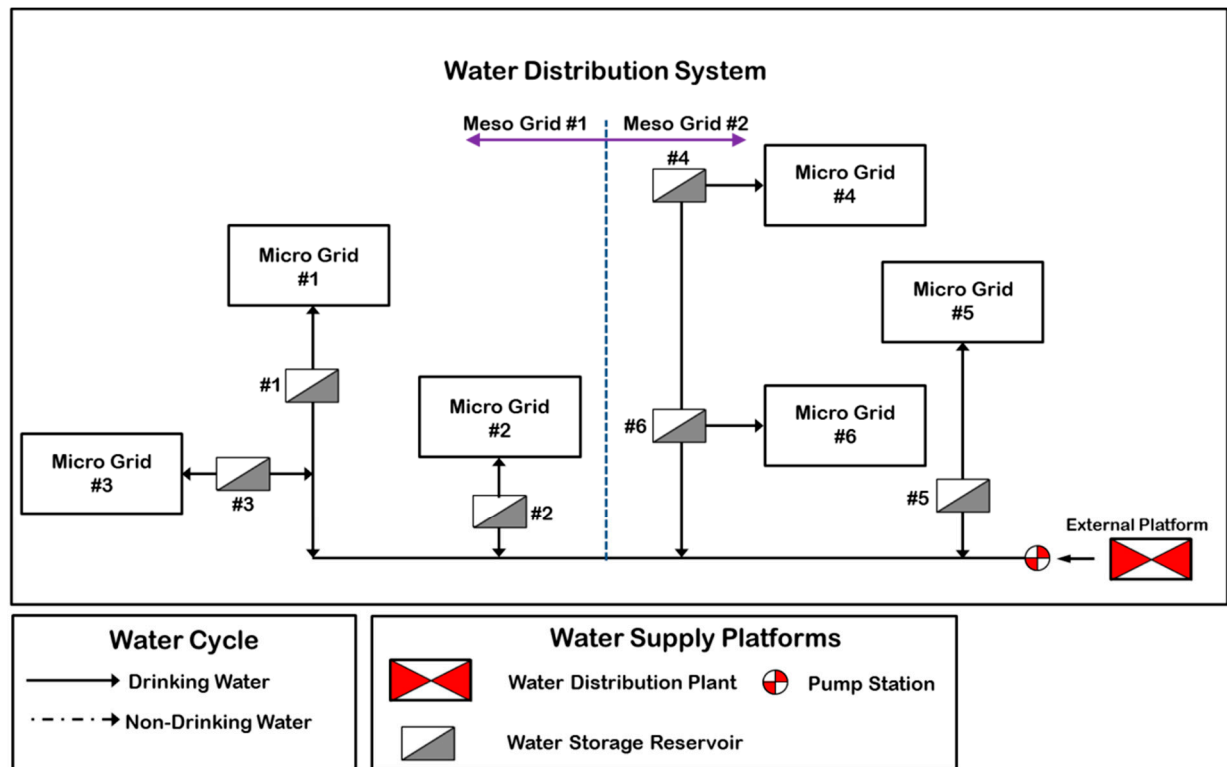 Water Distribution System
Meso Grid #1
Meso Grid #2
#4
Micro Grid
#4
Micro Grid
#1
Micro Grid
#5
#1
Micro Grid
#2
#6
Micro Grid
#6
Micro Grid
#3
#3
#2
#5
External Platform
Water Cycle
Drinking Water
Non-Drinking Water
Water Supply Platforms
Water Distribution Plant
Pump Station
Water Storage Reservoir